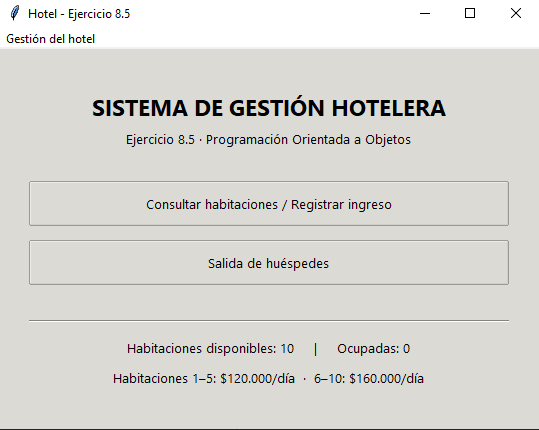 Hotel - Ejercicio 8.5
Gestión del hotel
SISTEMA DE GESTIÓN HOTELERA
Ejercicio 8.5 · Programación Orientada a Objetos
Consultar habitaciones / Registrar ingreso
Salida de huéspedes
Habitaciones disponibles: 10 | Ocupadas: 0
Habitaciones 1–5: $120.000/día · 6–10: $160.000/día